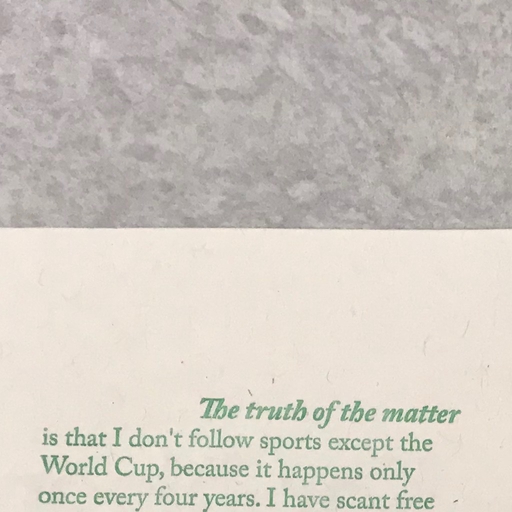 The truth of the matter
is that I don't follow sports except the
World Cup, because it happens only
once every four years. I have scant free